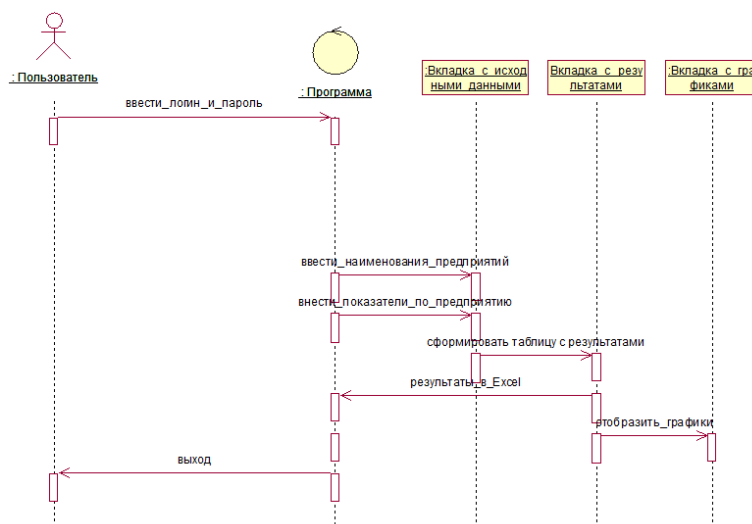 : Пользователь
: Программа
:Вкладка с исход
ными данными
Вкладка с резу
льтатами
:Вкладка с гра
фиками
ввести_логин_и_пароль
ввести_наименования_предприятий
внести_показатели_по_предприятию
сформировать таблицу с результатами
результаты_в_Excel
отобразить_графики
выход